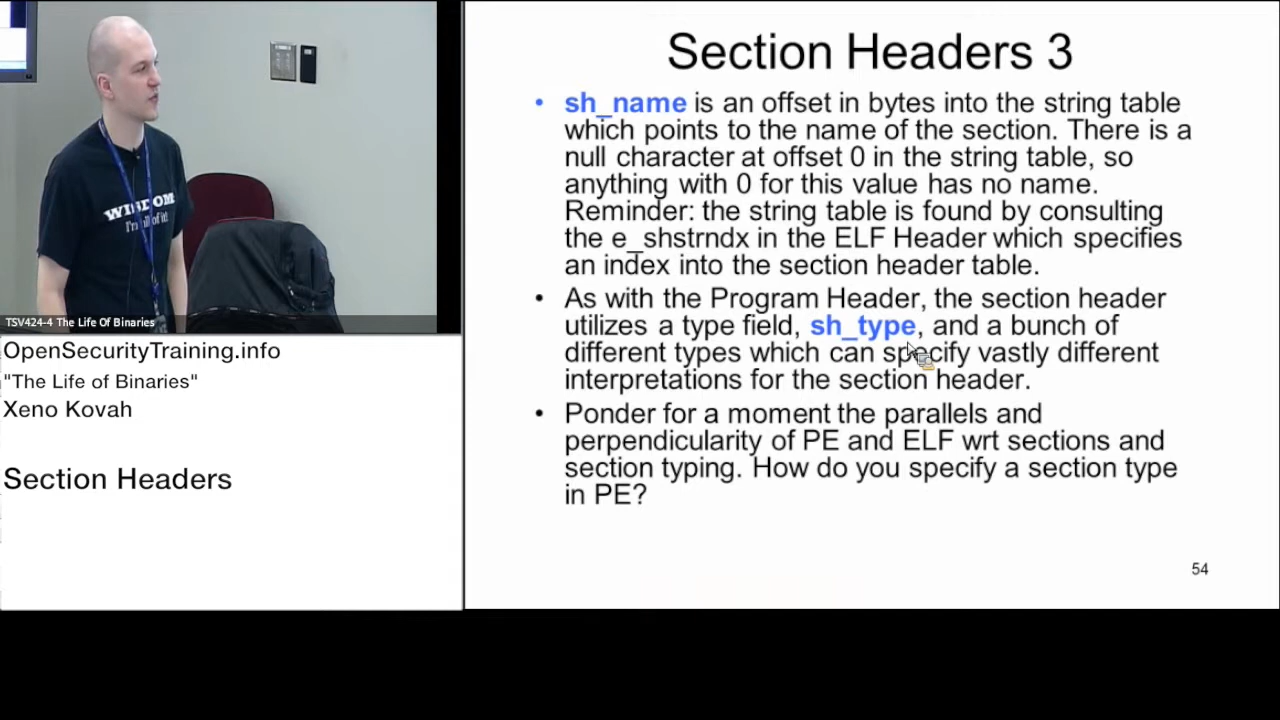 WISDOM
I'm full of it!
TSV424-4 The Life Of Binaries
OpenSecurityTraining.info
"The Life of Binaries"
Xeno Kovah
Section Headers
Section Headers 3
• sh_name is an offset in bytes into the string table
which points to the name of the section. There is a
null character at offset 0 in the string table, so
anything with 0 for this value has no name.
Reminder: the string table is found by consulting
the e_shstrndx in the ELF Header which specifies
an index into the section header table.
• As with the Program Header, the section header
utilizes a type field, sh_type, and a bunch of
different types which can specify vastly different
interpretations for the section header.
• Ponder for a moment the parallels and
perpendicularity of PE and ELF wrt sections and
section typing. How do you specify a section type
in PE?
54